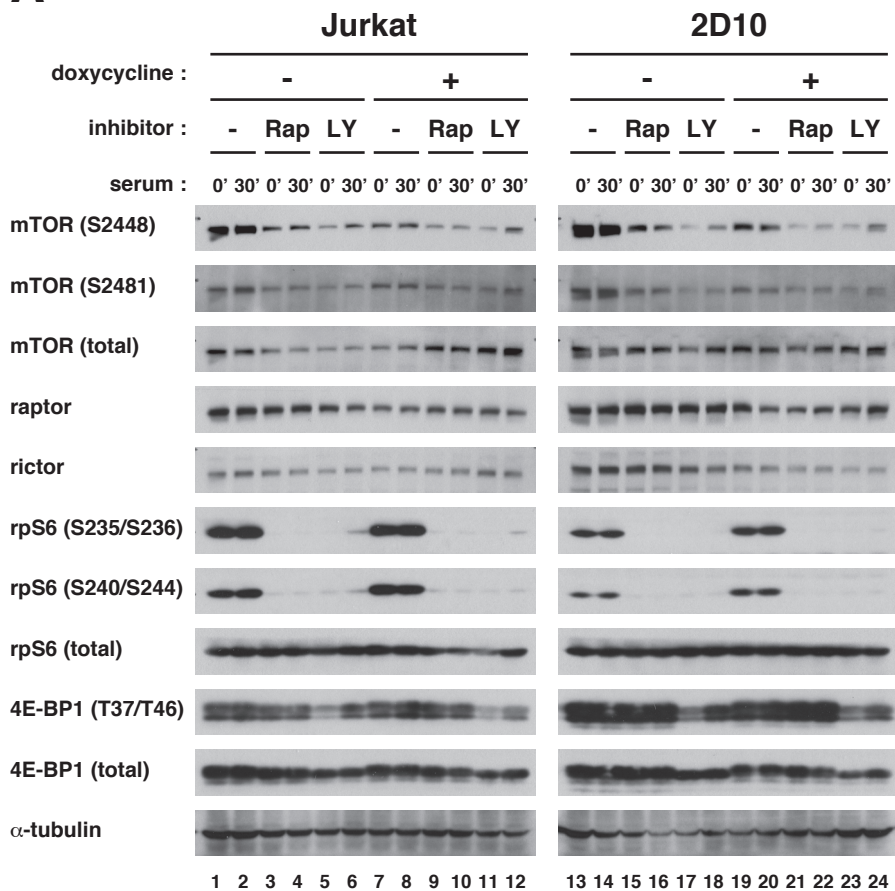 Jurkat 2D10
doxycycline : - + - +
inhibitor : - Rap LY - Rap LY - Rap LY - Rap LY
serum : 0' 30' 0' 30' 0' 30' 0' 30' 0' 30' 0' 30' 0' 30' 0' 30' 0' 30' 0' 30' 0' 30' 0' 30'
mTOR (S2448)
mTOR (S2481)
mTOR (total)
raptor
rictor
rpS6 (S235/S236)
rpS6 (S240/S244)
rpS6 (total)
4E-BP1 (T37/T46)
4E-BP1 (total)
α-tubulin
1 2 3 4 5 6 7 8 9 10 11 12 13 14 15 16 17 18 19 20 21 22 23 24